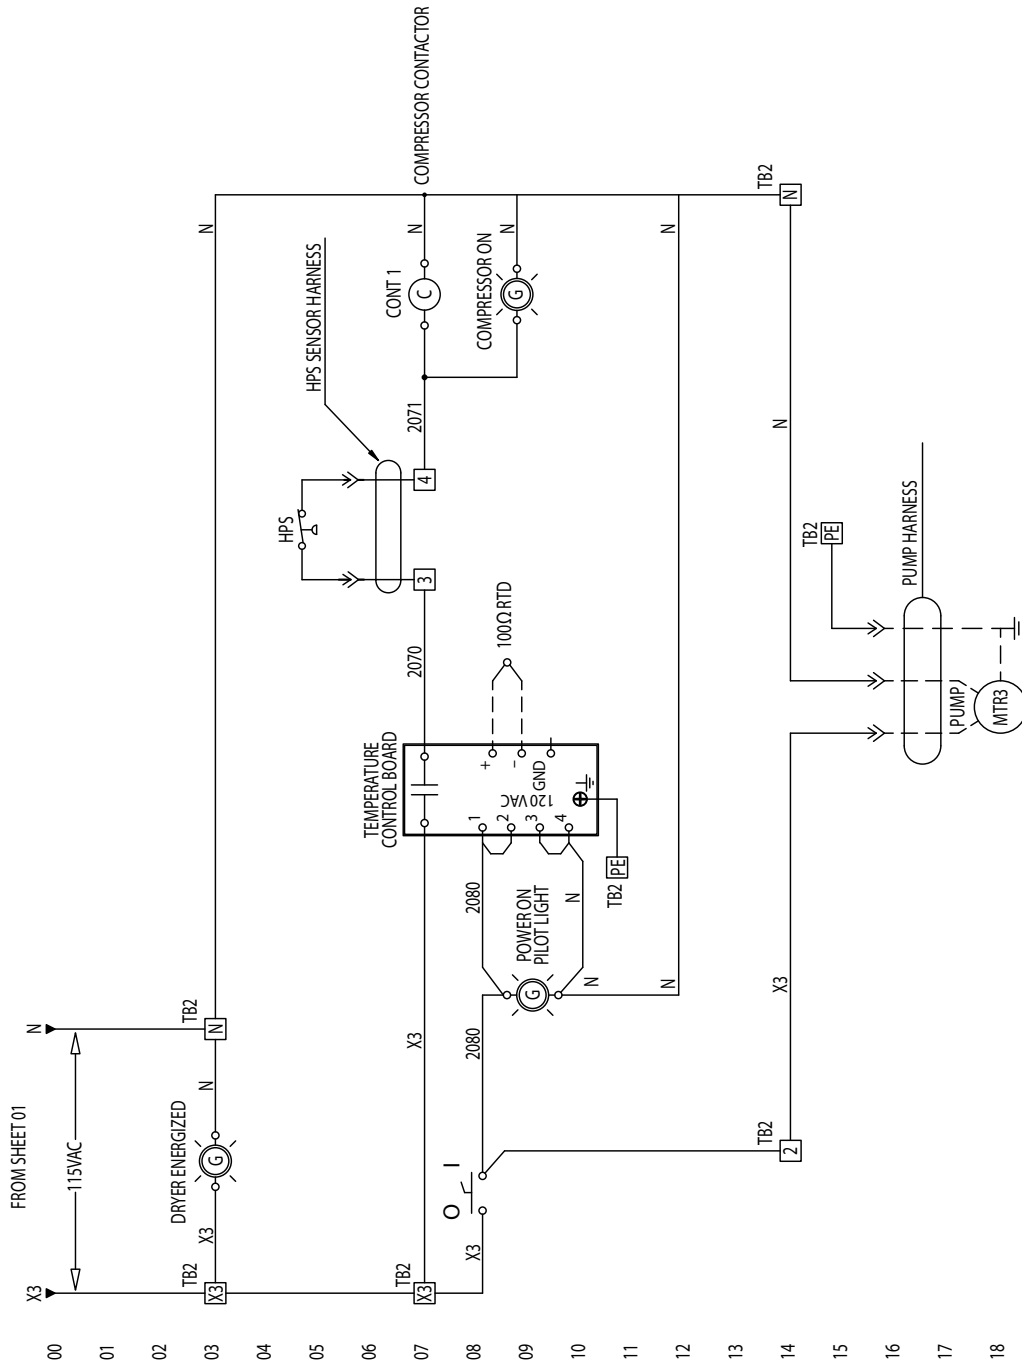 FROM SHEET 01
X3
N
115VAC
DRYER ENERGIZED
TB2
X3
X3
G
N
TB2
N
N
HPS
HPS SENSOR HARNESS
TEMPERATURE
CONTROL BOARD
TB2
X3
X3
2070
3
4
2071
CONT 1
C
N
COMPRESSOR CONTACTOR
COMPRESSOR ON
G
N
X3
O
I
2080
2080
1
2
3
4
120 VAC
+
–
GND
100Ω RTD
POWER ON
PILOT LIGHT
G
N
N
TB2
PE
N
N
TB2
2
X3
N
TB2
N
TB2
PE
PUMP HARNESS
PUMP
MTR3
00
01
02
03
04
05
06
07
08
09
10
11
12
13
14
15
16
17
18